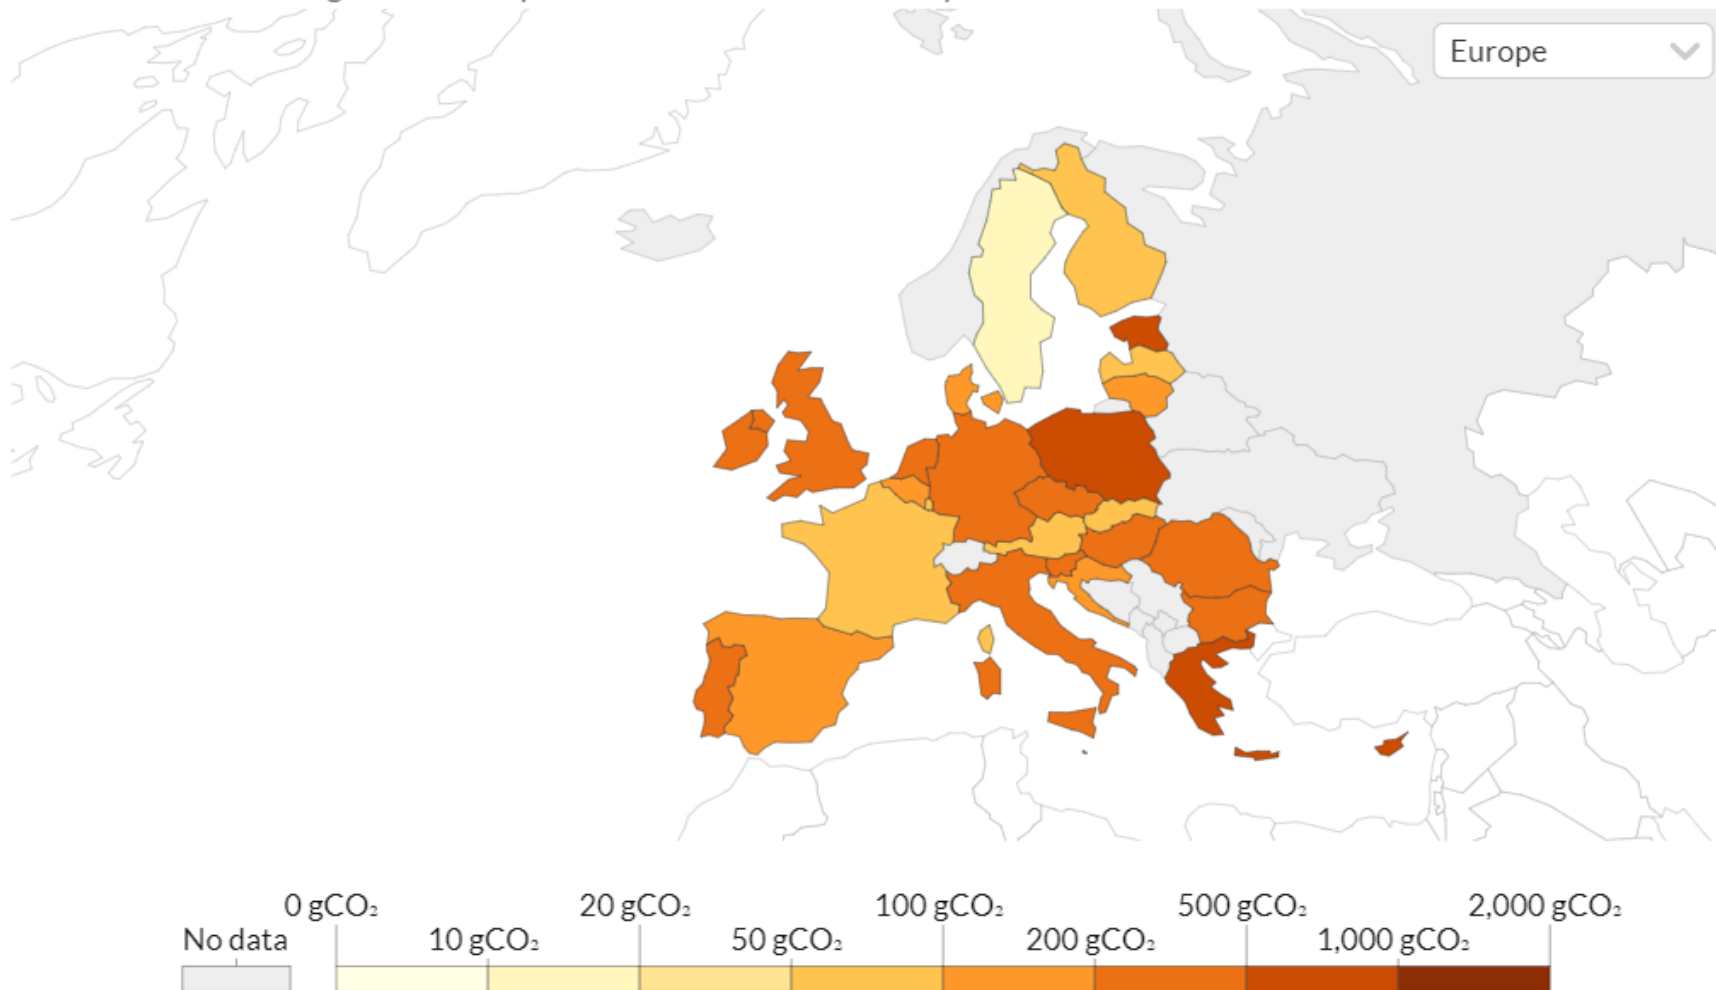 Europe
0 gCO₂ 20 gCO₂ 100 gCO₂ 500 gCO₂ 2,000 gCO₂
No data 10 gCO₂ 50 gCO₂ 200 gCO₂ 1,000 gCO₂